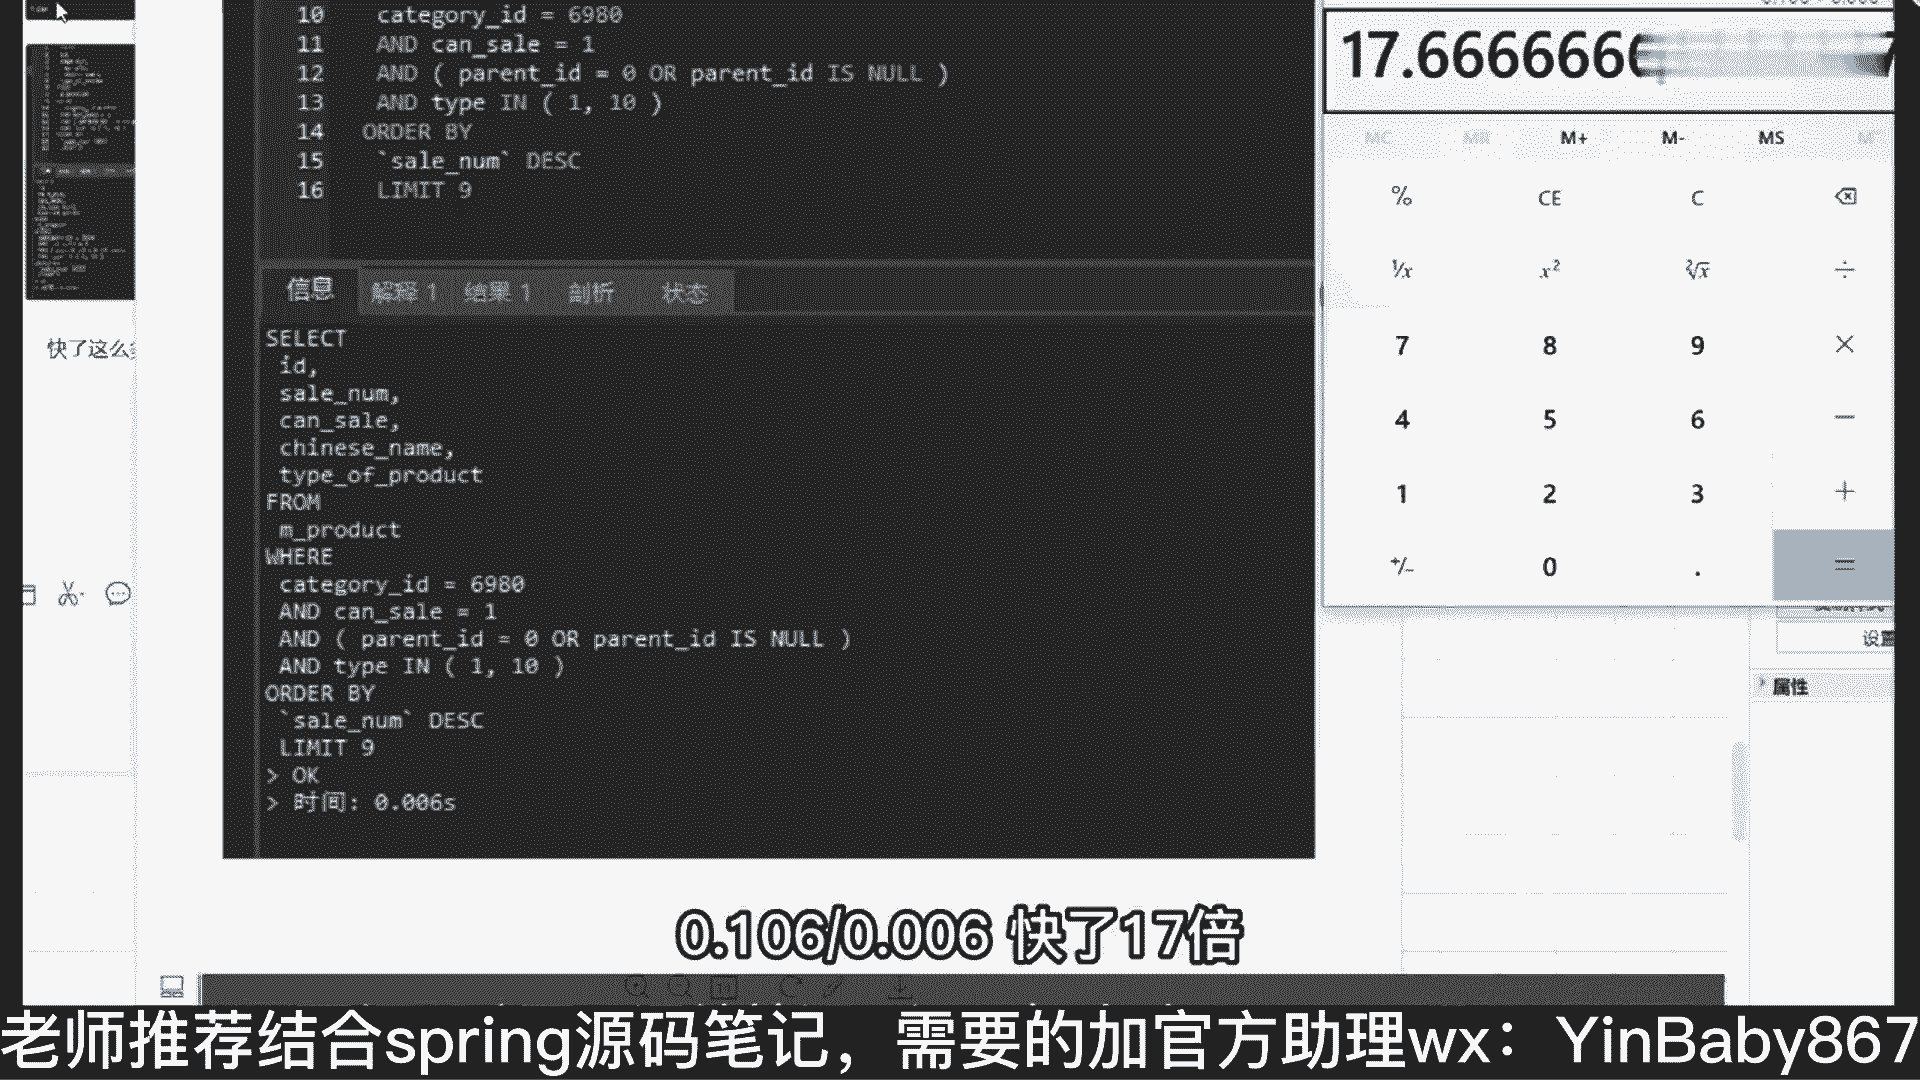 10 category_id = 6980
11 AND can_sale = 1
12 AND ( parent_id = 0 OR parent_id IS NULL )
13 AND type IN ( 1, 10 )
14 ORDER BY
15 `sale_num` DESC
16 LIMIT 9
信息 解释 1 结果 1 剖析 状态
SELECT
id,
sale_num,
can_sale,
chinese_name,
type_of_product
FROM
m_product
WHERE
category_id = 6980
AND can_sale = 1
AND ( parent_id = 0 OR parent_id IS NULL )
AND type IN ( 1, 10 )
ORDER BY
`sale_num` DESC
LIMIT 9
> OK
> 时间: 0.006s
快了这么
17.666666
MC MR M+ M- MS
% CE C
¹/x x² ²√x ÷
7 8 9 ×
4 5 6 −
1 2 3 +
+/− 0 . =
属性
0.106/0.006 快了17倍
老师推荐结合spring源码笔记，需要的加官方助理wx：YinBaby867